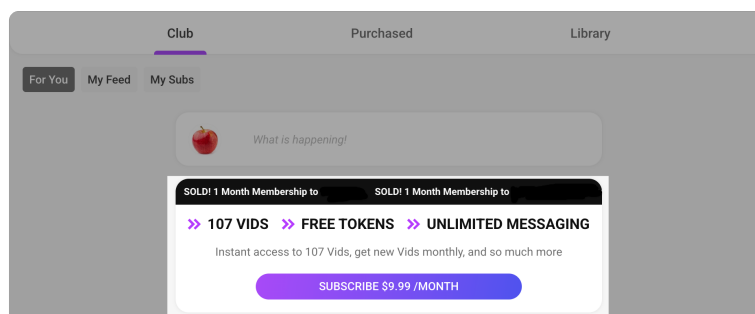 Club Purchased Library
For You My Feed My Subs
What is happening!
SOLD! 1 Month Membership to SOLD! 1 Month Membership to
107 VIDS FREE TOKENS UNLIMITED MESSAGING
Instant access to 107 Vids, get new Vids monthly, and so much more
SUBSCRIBE $9.99 /MONTH